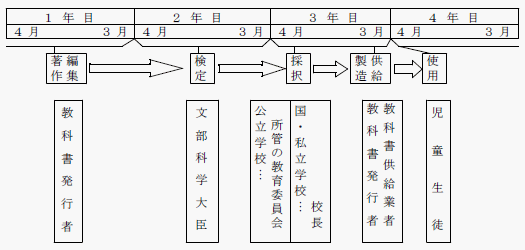 1年目 2年目 3年目 4年目
4月 3月 4月 3月 4月 3月 4月 3月
編集
著作
検定
採択
供給
製造
使用
教科書発行者
文部科学大臣
公立学校…
所管の教育委員会
国・私立学校…
校長
教科書供給業者
教科書発行者
児童生徒